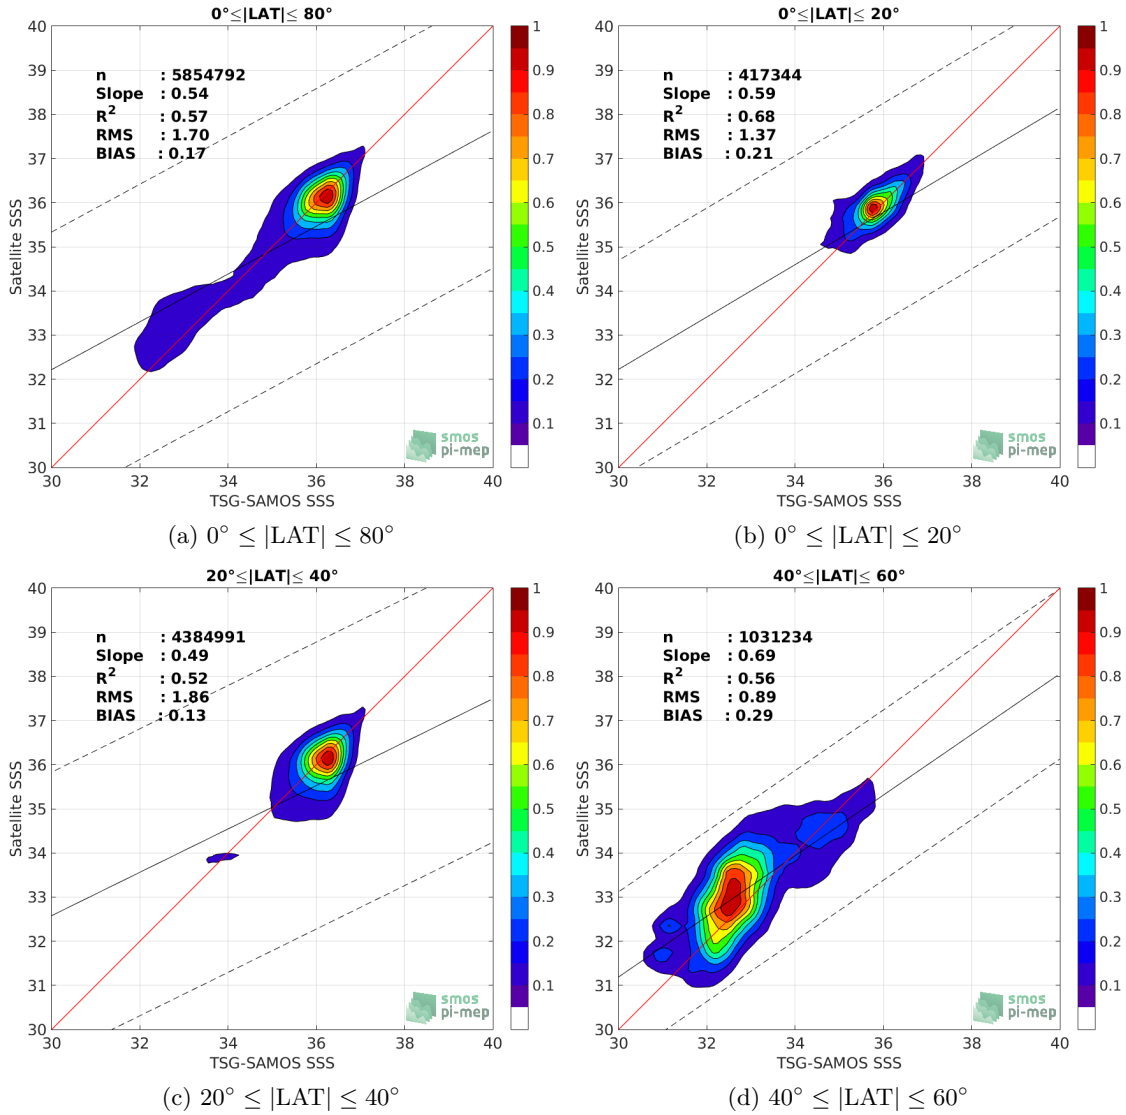 0°≤|LAT|≤ 80°
n : 5854792
Slope : 0.54
R² : 0.57
RMS : 1.70
BIAS : 0.17
Satellite SSS
40
39
38
37
36
35
34
33
32
31
30
30 32 34 36 38 40
TSG-SAMOS SSS
1
0.9
0.8
0.7
0.6
0.5
0.4
0.3
0.2
0.1
smos
pi-mep
(a) 0° ≤ |LAT| ≤ 80°
0°≤|LAT|≤ 20°
n : 417344
Slope : 0.59
R² : 0.68
RMS : 1.37
BIAS : 0.21
Satellite SSS
40
39
38
37
36
35
34
33
32
31
30
30 32 34 36 38 40
TSG-SAMOS SSS
1
0.9
0.8
0.7
0.6
0.5
0.4
0.3
0.2
0.1
smos
pi-mep
(b) 0° ≤ |LAT| ≤ 20°
20°≤|LAT|≤ 40°
n : 4384991
Slope : 0.49
R² : 0.52
RMS : 1.86
BIAS : 0.13
Satellite SSS
40
39
38
37
36
35
34
33
32
31
30
30 32 34 36 38 40
TSG-SAMOS SSS
1
0.9
0.8
0.7
0.6
0.5
0.4
0.3
0.2
0.1
smos
pi-mep
(c) 20° ≤ |LAT| ≤ 40°
40°≤|LAT|≤ 60°
n : 1031234
Slope : 0.69
R² : 0.56
RMS : 0.89
BIAS : 0.29
Satellite SSS
40
39
38
37
36
35
34
33
32
31
30
30 32 34 36 38 40
TSG-SAMOS SSS
1
0.9
0.8
0.7
0.6
0.5
0.4
0.3
0.2
0.1
smos
pi-mep
(d) 40° ≤ |LAT| ≤ 60°